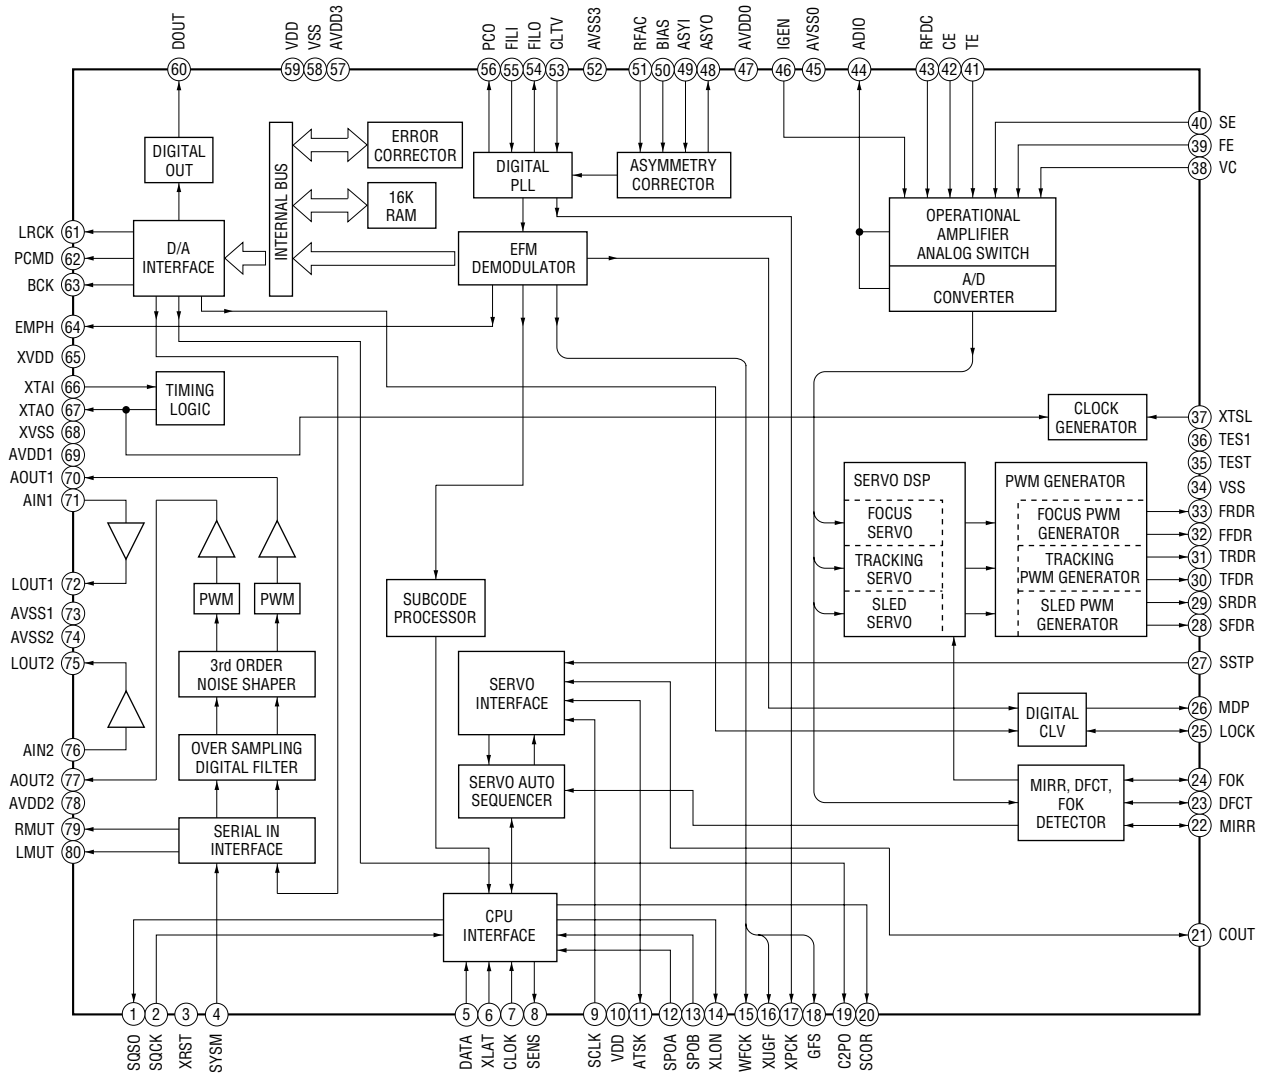 DOUT
VDD
VSS
AVDD3
PCO
FILI
FILO
CLTV
AVSS3
RFAC
BIAS
ASYI
ASYO
AVDD0
IGEN
AVSS0
ADIO
RFDC
CE
TE
60
59
58
57
56
55
54
53
52
51
50
49
48
47
46
45
44
43
42
41
40 SE
39 FE
38 VC
DIGITAL
OUT
INTERNAL BUS
ERROR
CORRECTOR
16K
RAM
DIGITAL
PLL
ASYMMETRY
CORRECTOR
OPERATIONAL
AMPLIFIER
ANALOG SWITCH
A/D
CONVERTER
LRCK 61
PCMD 62
BCK 63
D/A
INTERFACE
EFM
DEMODULATOR
EMPH 64
XVDD 65
XTAI 66
XTAO 67
XVSS 68
AVDD1 69
AOUT1 70
AIN1 71
TIMING
LOGIC
CLOCK
GENERATOR
37 XTSL
36 TES1
35 TEST
34 VSS
33 FRDR
32 FFDR
31 TRDR
30 TFDR
29 SRDR
28 SFDR
27 SSTP
26 MDP
25 LOCK
24 FOK
23 DFCT
22 MIRR
21 COUT
SERVO DSP
FOCUS
SERVO
TRACKING
SERVO
SLED
SERVO
PWM GENERATOR
FOCUS PWM
GENERATOR
TRACKING
PWM GENERATOR
SLED PWM
GENERATOR
LOUT1 72
AVSS1 73
AVSS2 74
LOUT2 75
AIN2 76
AOUT2 77
AVDD2 78
RMUT 79
LMUT 80
PWM
PWM
3rd ORDER
NOISE SHAPER
OVER SAMPLING
DIGITAL FILTER
SERIAL IN
INTERFACE
SUBCODE
PROCESSOR
SERVO
INTERFACE
SERVO AUTO
SEQUENCER
DIGITAL
CLV
MIRR, DFCT,
FOK
DETECTOR
CPU
INTERFACE
1
2
3
4
5
6
7
8
9
10
11
12
13
14
15
16
17
18
19
20
SQSO
SQCK
XRST
SYSM
DATA
XLAT
CLOK
SENS
SCLK
VDD
ATSK
SPOA
SPOB
XLON
WFCK
XUGF
XPCK
GFS
C2PO
SCOR